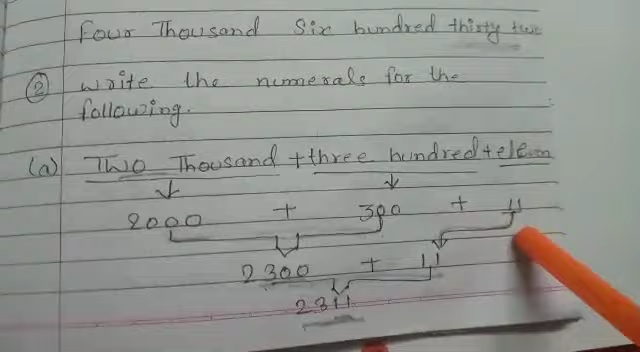 Four Thousand Six hundred thirty two
② write the numerals for the
following.
(a) Two Thousand + three hundred + eleven
2000 + 300 + 11
2300 + 11
2311